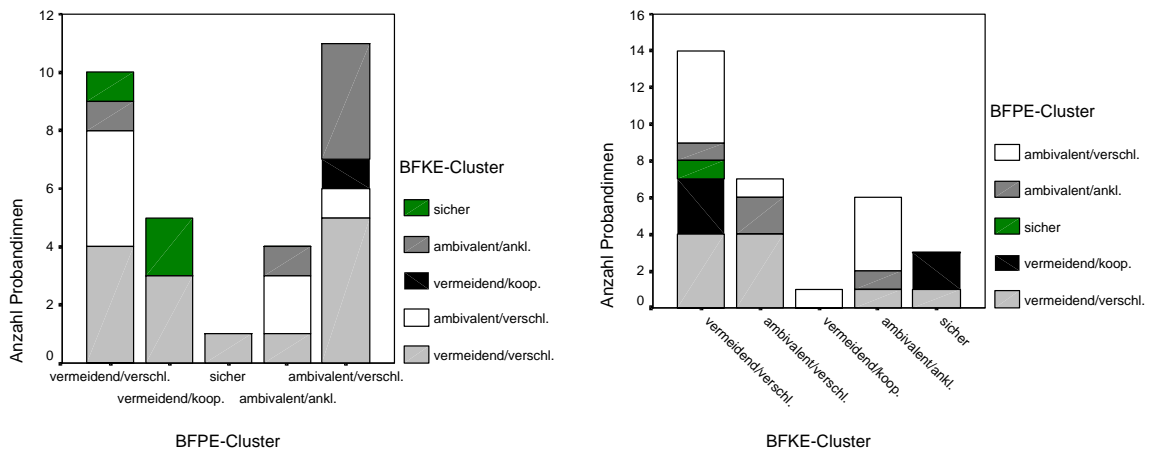 12
10
8
6
4
2
0
Anzahl Probandinnen
vermeidend/verschl.
vermeidend/koop.
sicher
ambivalent/ankl.
ambivalent/verschl.
BFPE-Cluster
BFKE-Cluster
sicher
ambivalent/ankl.
vermeidend/koop.
ambivalent/verschl.
vermeidend/verschl.
16
14
12
10
8
6
4
2
0
Anzahl Probandinnen
vermeidend/verschl.
ambivalent/verschl.
vermeidend/koop.
ambivalent/ankl.
sicher
BFKE-Cluster
BFPE-Cluster
ambivalent/verschl.
ambivalent/ankl.
sicher
vermeidend/koop.
vermeidend/verschl.